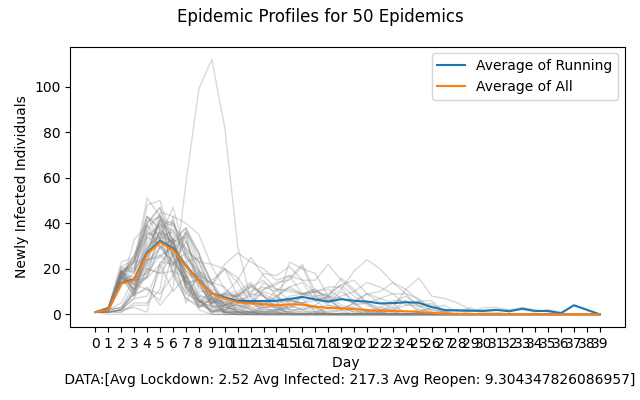 Epidemic Profiles for 50 Epidemics
Average of Running
Average of All
Newly Infected Individuals
100
80
60
40
20
0
0 1 2 3 4 5 6 7 8 9 10 11 12 13 14 15 16 17 18 19 20 21 22 23 24 25 26 27 28 29 30 31 32 33 34 35 36 37 38 39
Day
DATA:[Avg Lockdown: 2.52 Avg Infected: 217.3 Avg Reopen: 9.304347826086957]